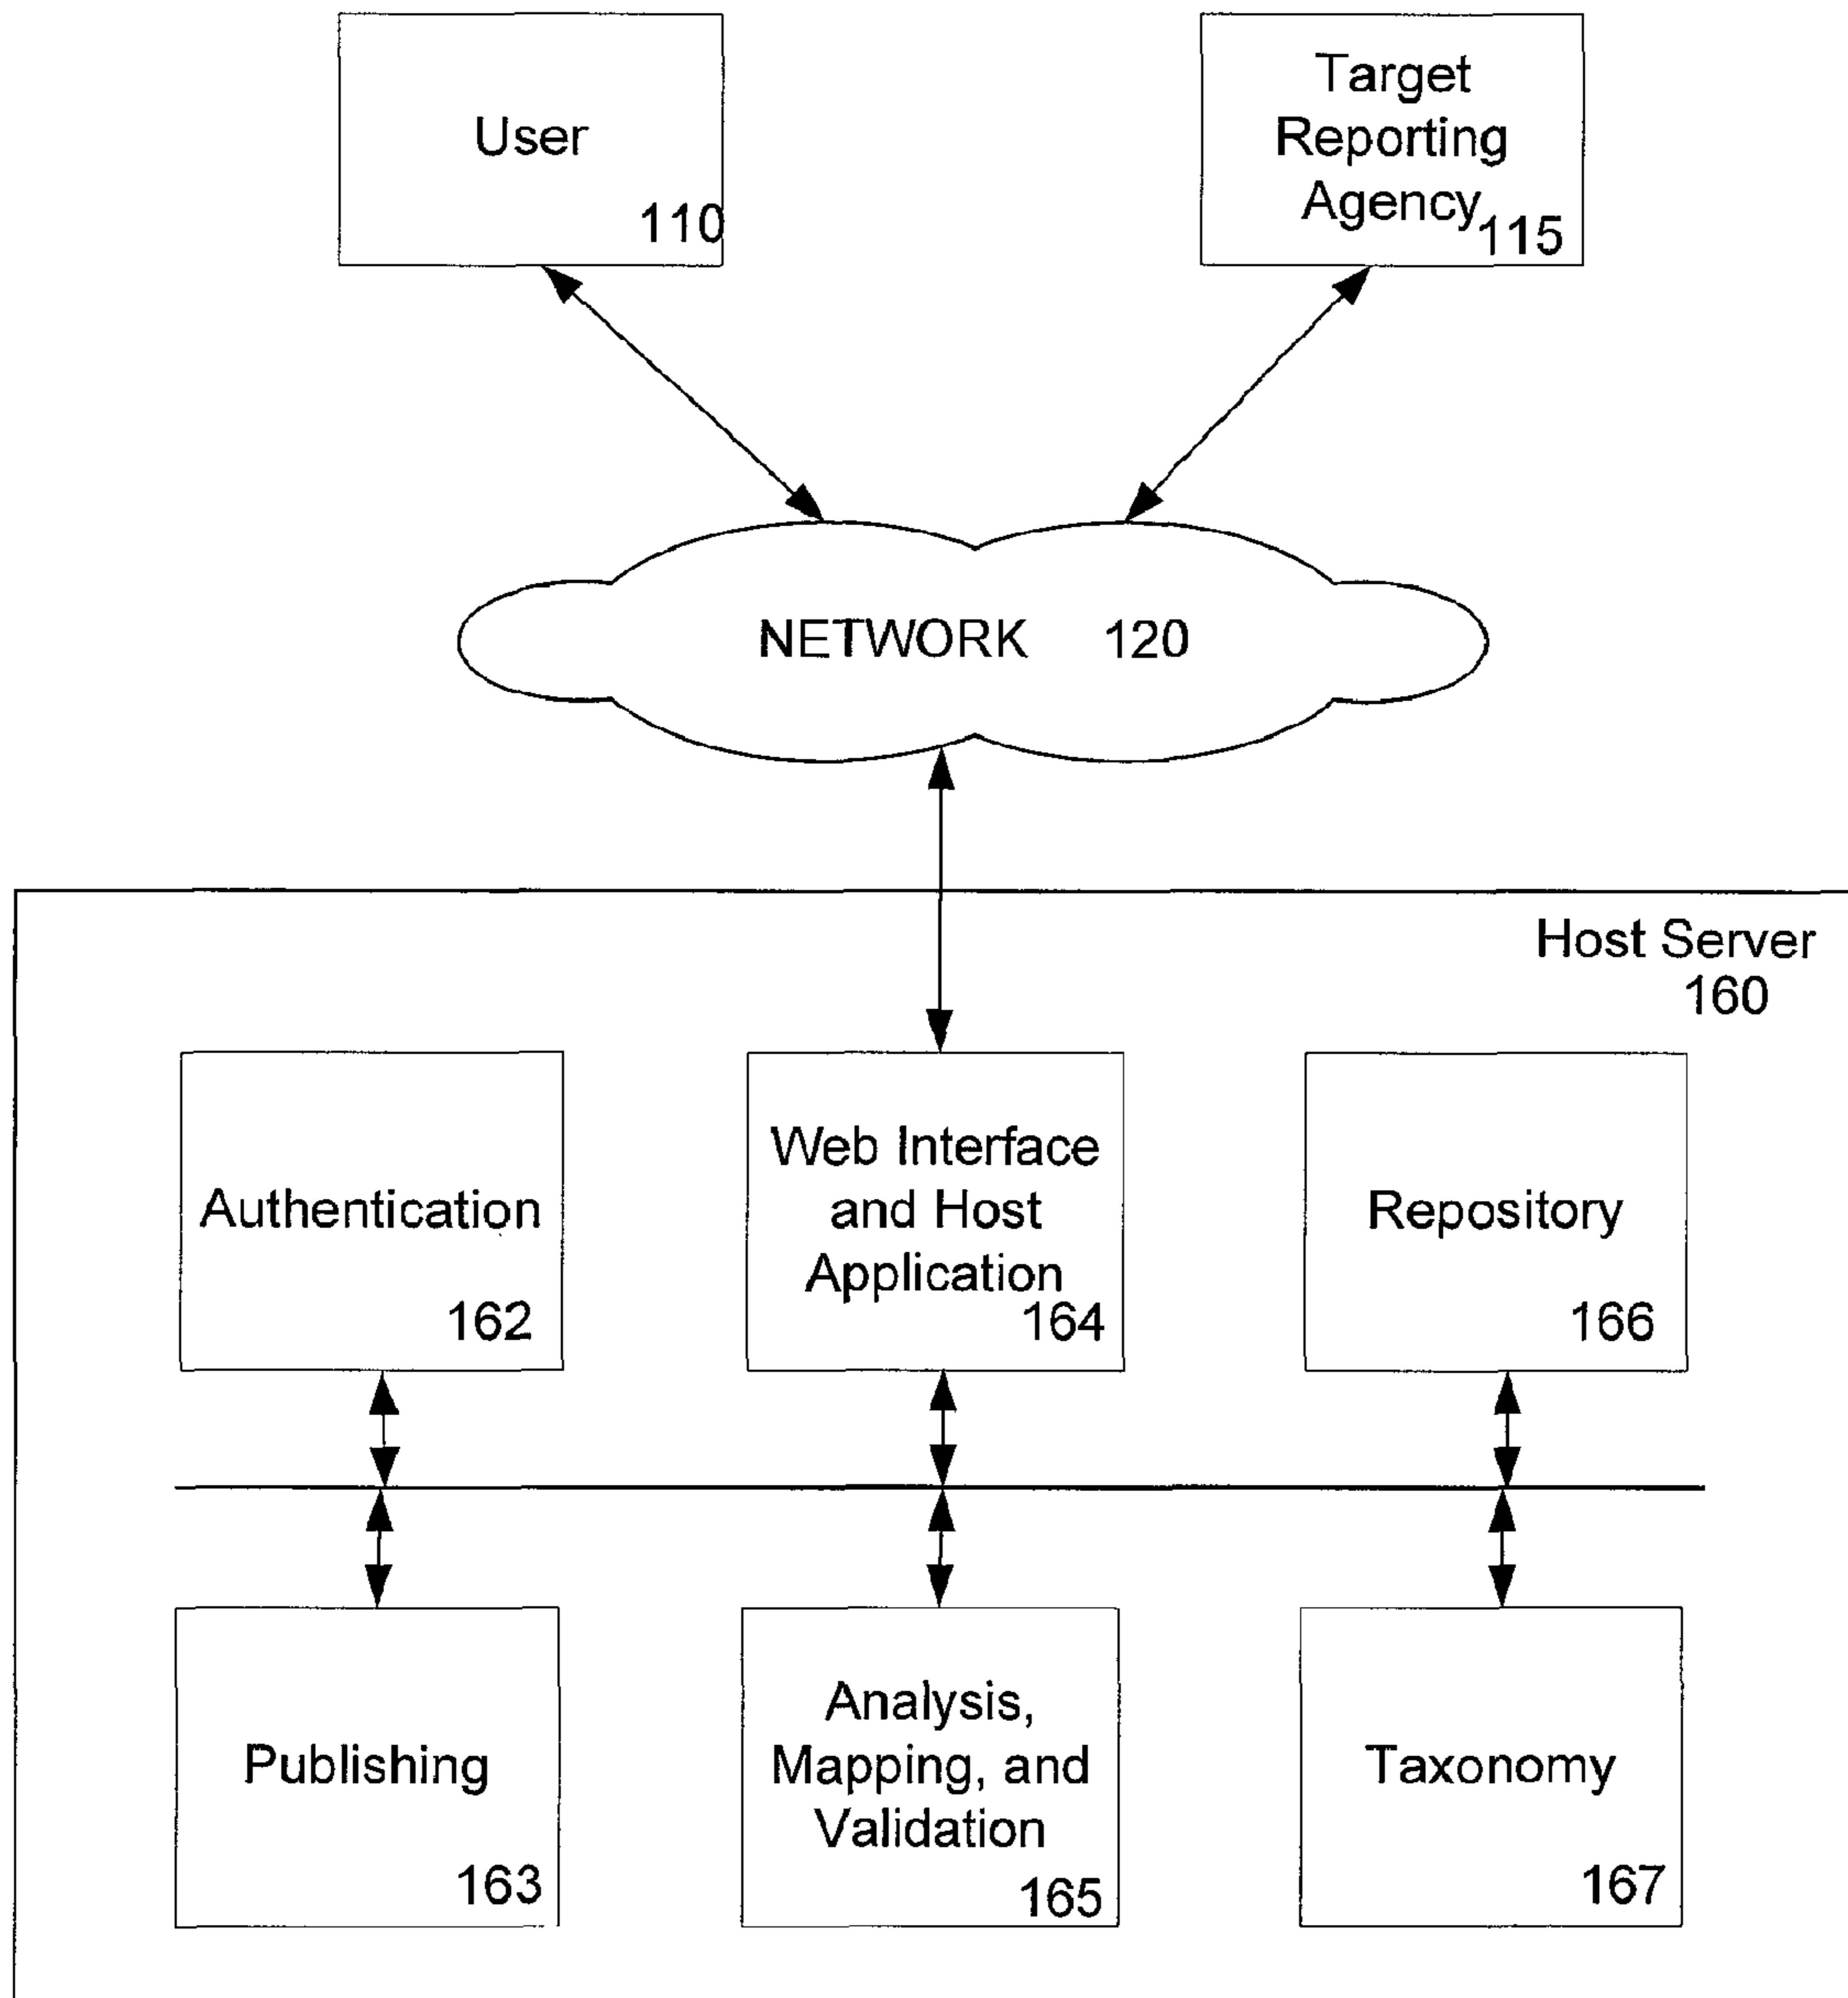 User
110
Target
Reporting
Agency
115
NETWORK 120
Host Server
160
Authentication
162
Web Interface
and Host
Application
164
Repository
166
Publishing
163
Analysis,
Mapping, and
Validation
165
Taxonomy
167